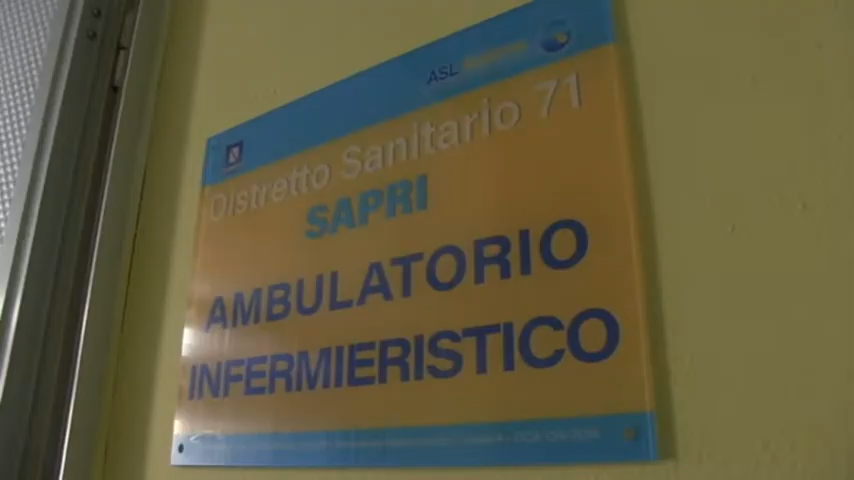 ASL
Distretto Sanitario 71
SAPRI
AMBULATORIO
INFERMIERISTICO